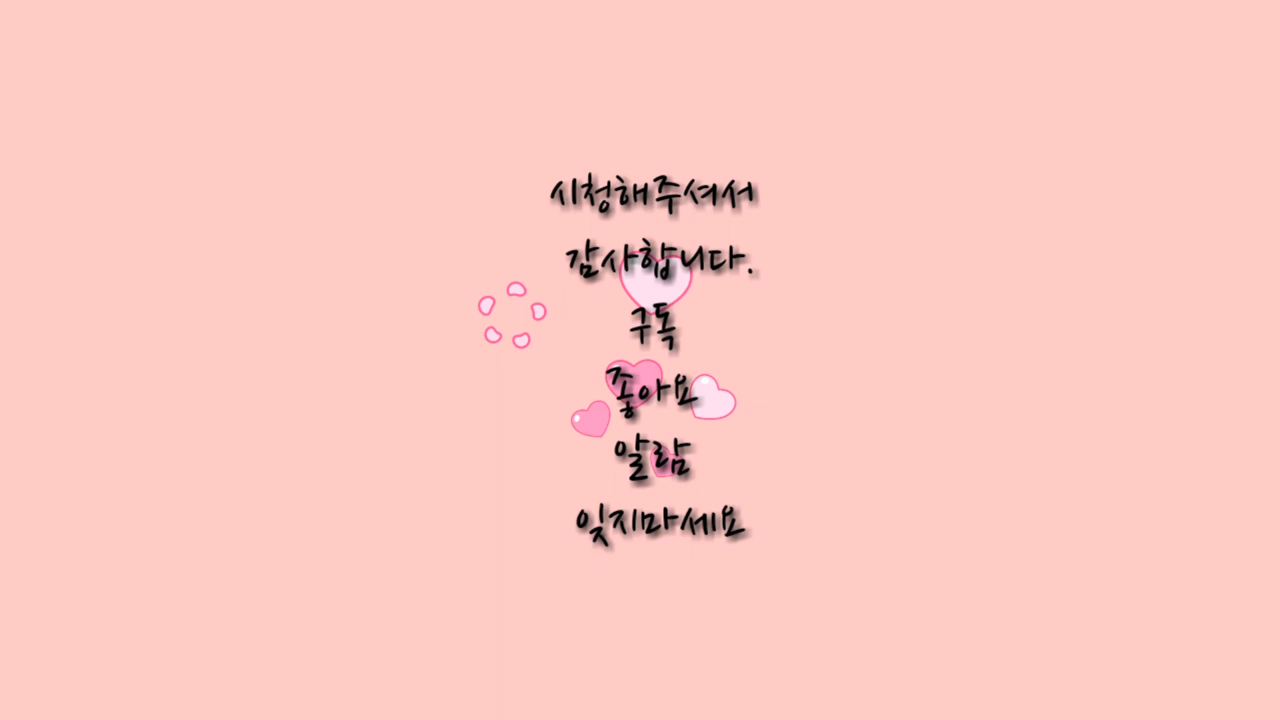 시청해주셔서
감사합니다.
구독
좋아요
알람
잊지마세요